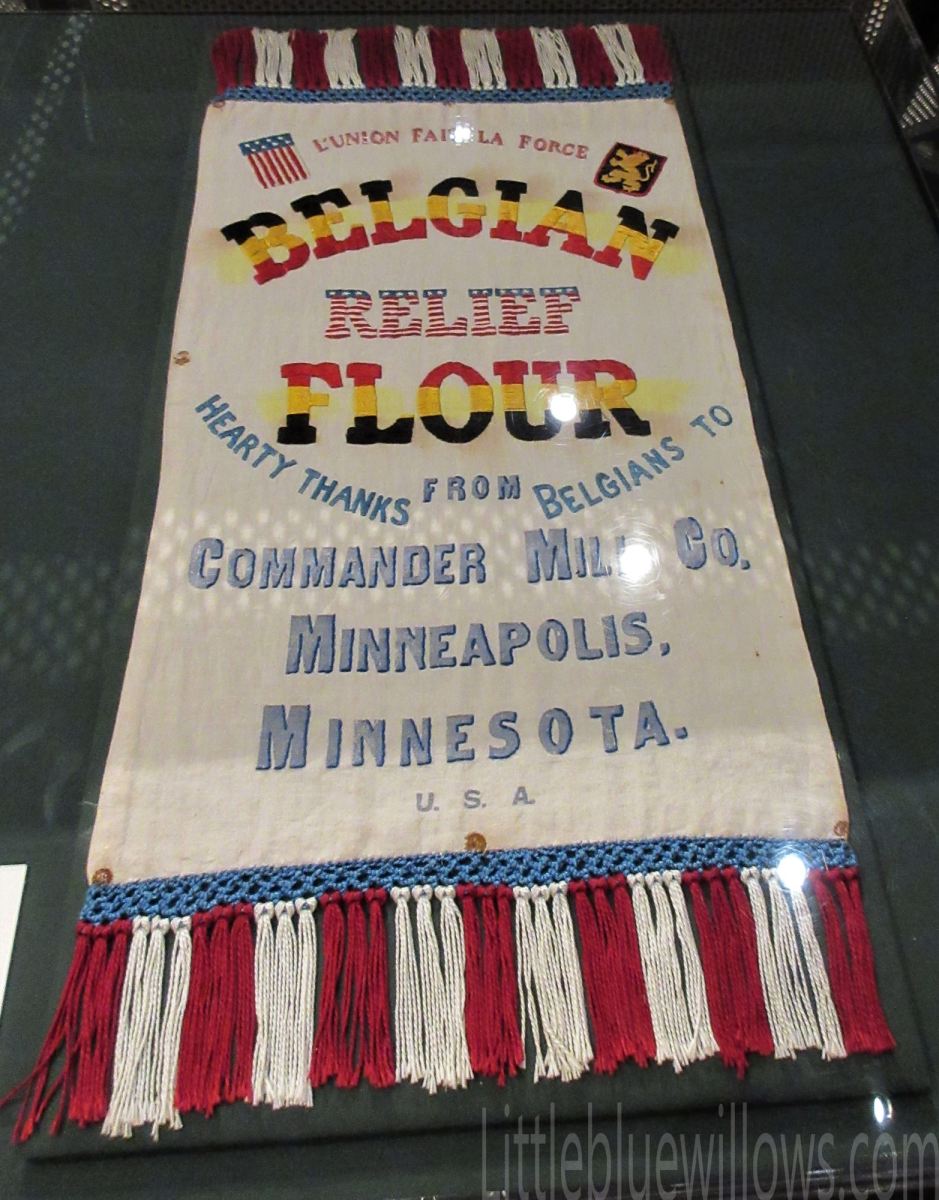 L'UNION FAIT LA FORCE
BELGIAN
RELIEF
FLOUR
HEARTY THANKS FROM BELGIANS TO
COMMANDER MILL CO.
MINNEAPOLIS,
MINNESOTA.
U. S. A.
Littlebluewillows.com